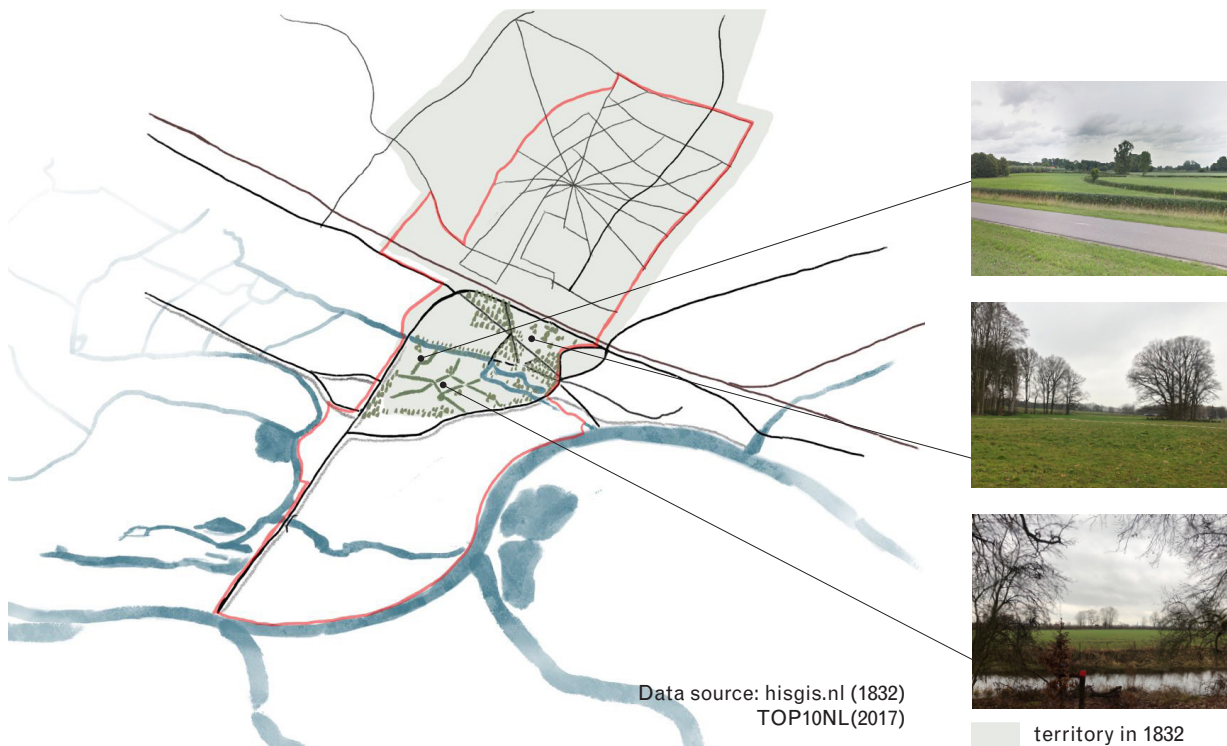 Data source: hisgis.nl (1832)
TOP10NL(2017)
territory in 1832